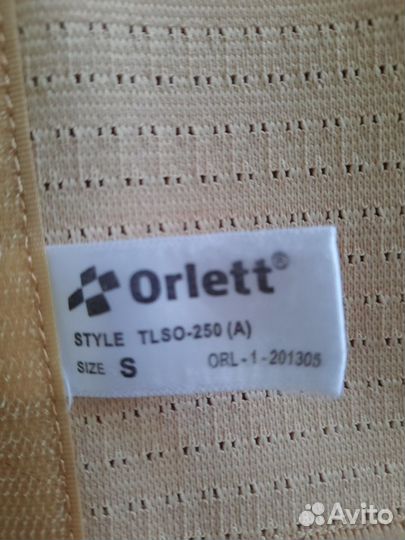 Orlett®
STYLE TLSO-250 (A)
SIZE S ORL-1-201305
Avito